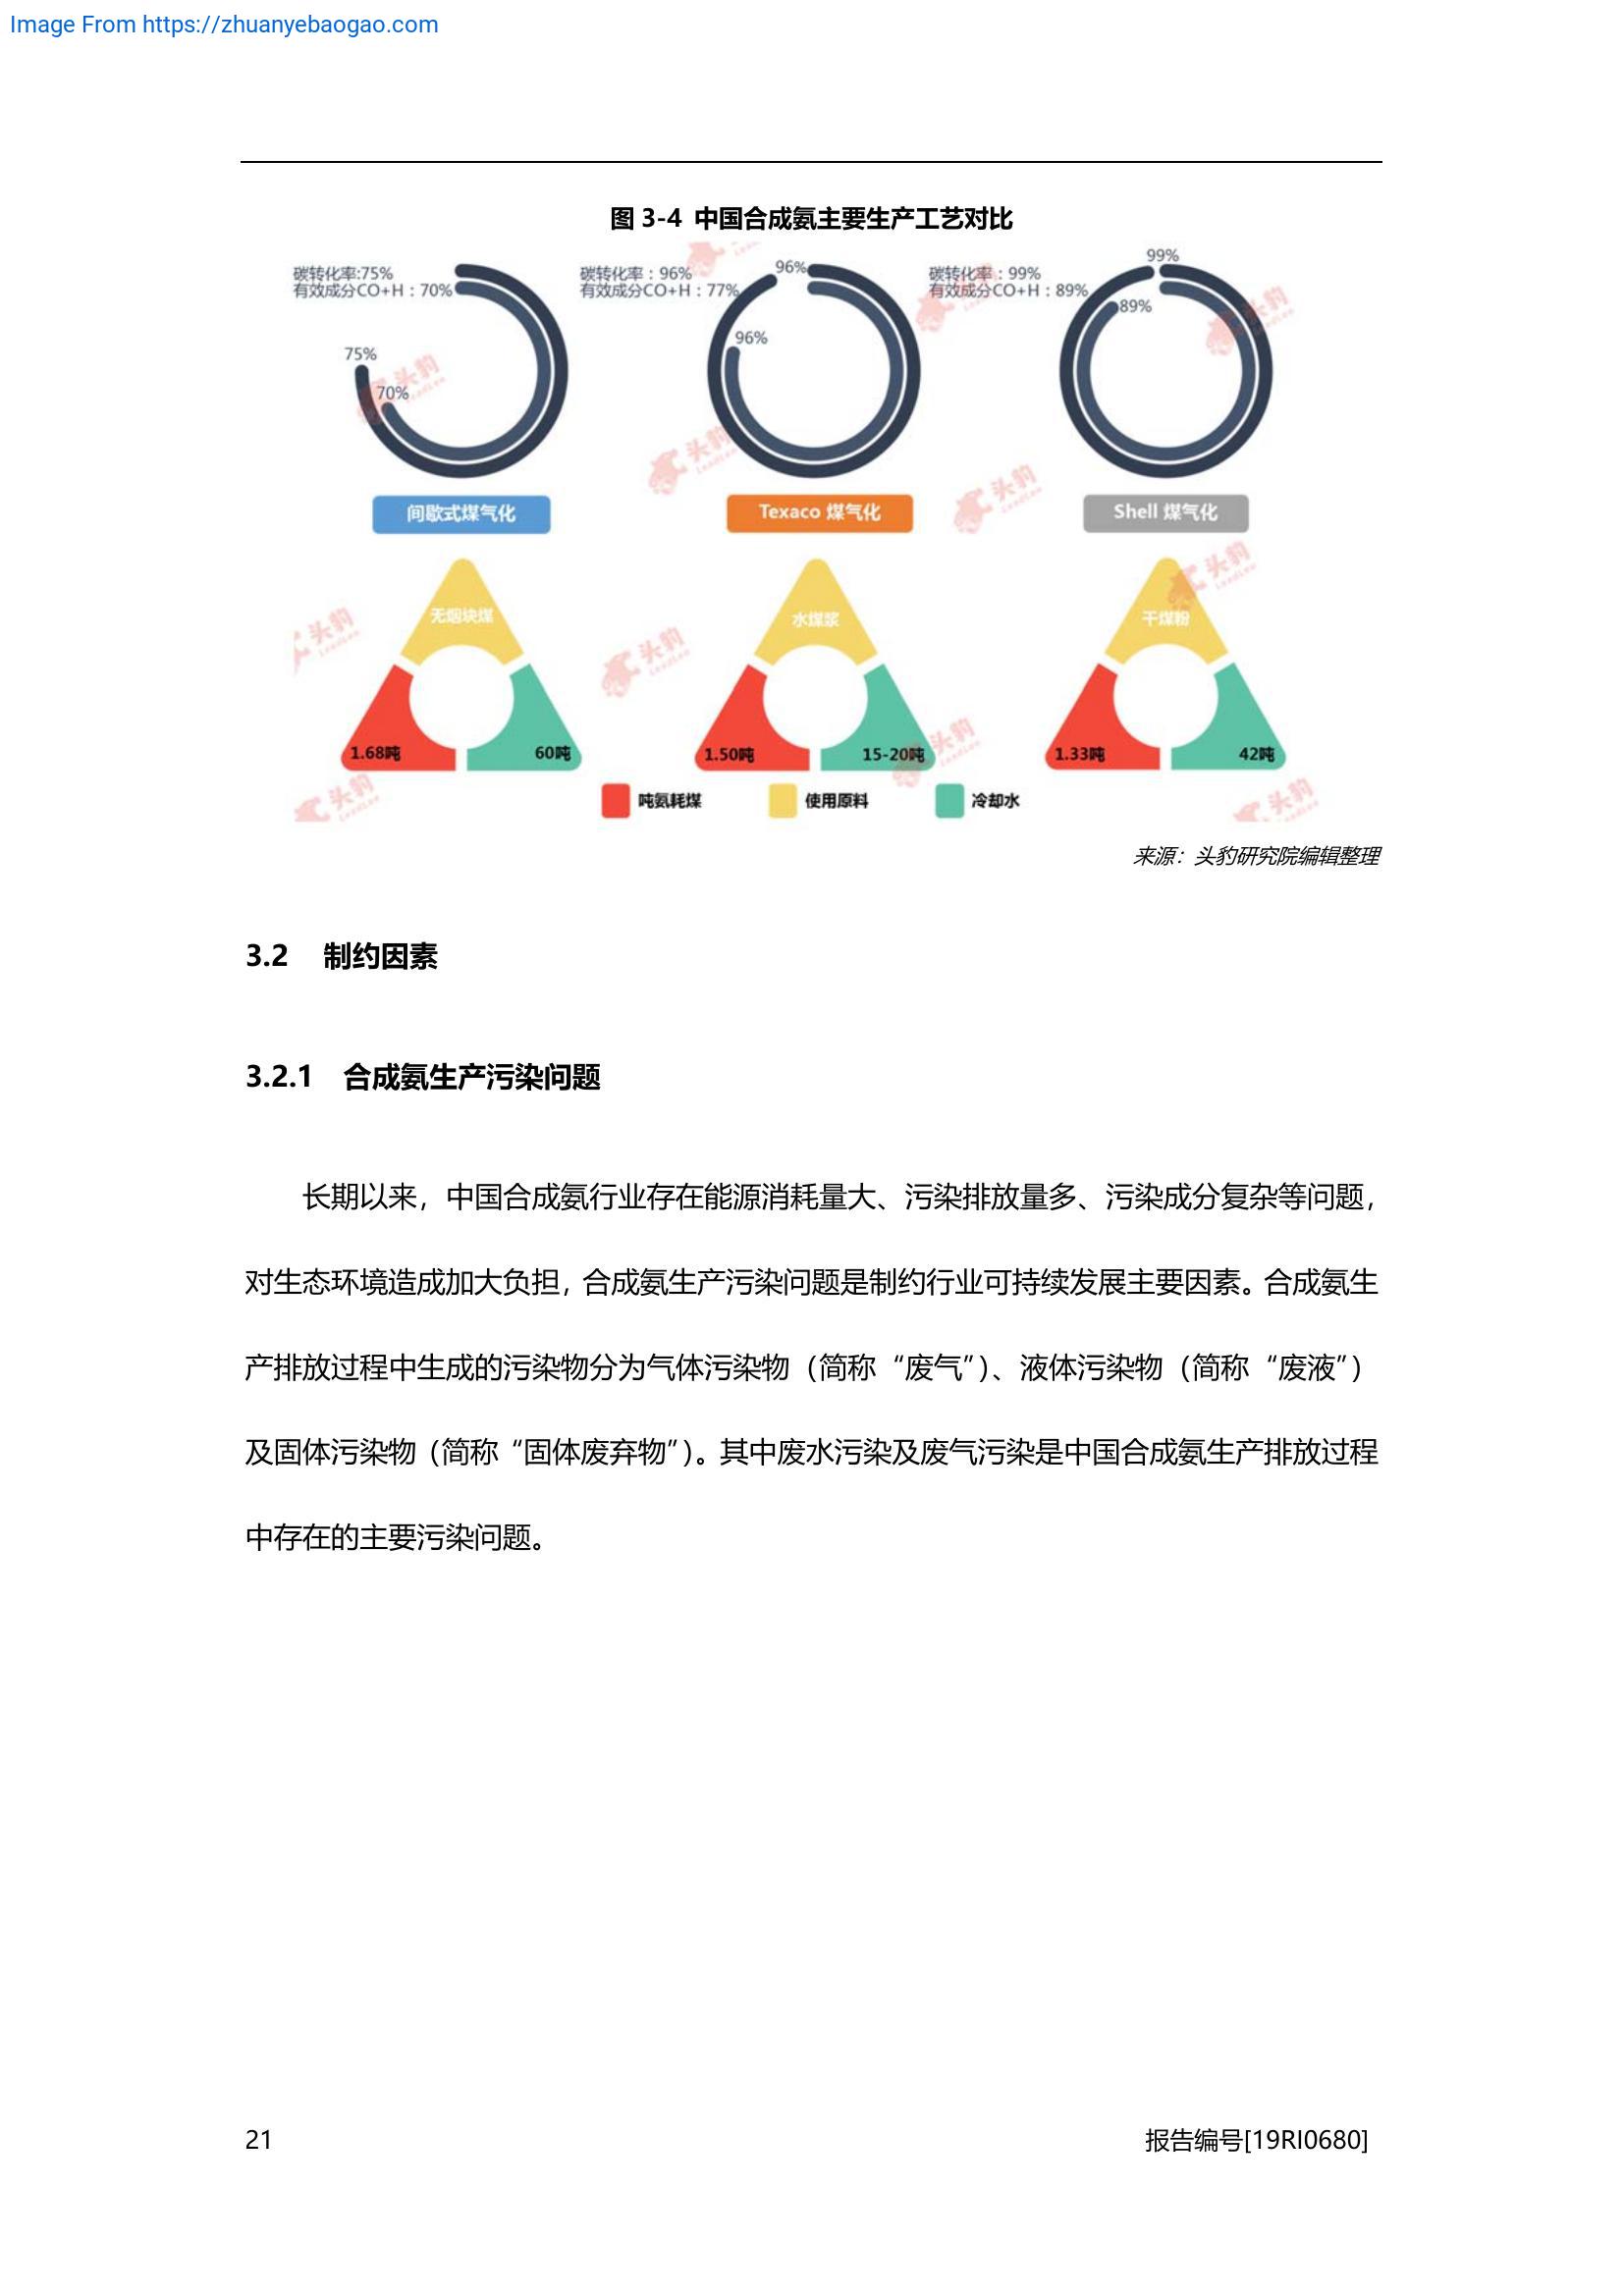 Image From https://zhuanyebaogao.com
图 3-4 中国合成氨主要生产工艺对比
碳转化率:75%
有效成分CO+H：70%
75%
70%
碳转化率：96%
有效成分CO+H：77%
96%
96%
碳转化率：99%
有效成分CO+H：89%
99%
89%
间歇式煤气化
Texaco 煤气化
Shell 煤气化
无烟块煤
1.68吨
60吨
水煤浆
1.50吨
15-20吨
干煤粉
1.33吨
42吨
吨氨耗煤
使用原料
冷却水
头豹
LeadLeo
来源：头豹研究院编辑整理
3.2 制约因素
3.2.1 合成氨生产污染问题
长期以来，中国合成氨行业存在能源消耗量大、污染排放量多、污染成分复杂等问题，
对生态环境造成加大负担，合成氨生产污染问题是制约行业可持续发展主要因素。合成氨生
产排放过程中生成的污染物分为气体污染物（简称“废气”）、液体污染物（简称“废液”）
及固体污染物（简称“固体废弃物”）。其中废水污染及废气污染是中国合成氨生产排放过程
中存在的主要污染问题。
21
报告编号[19RI0680]